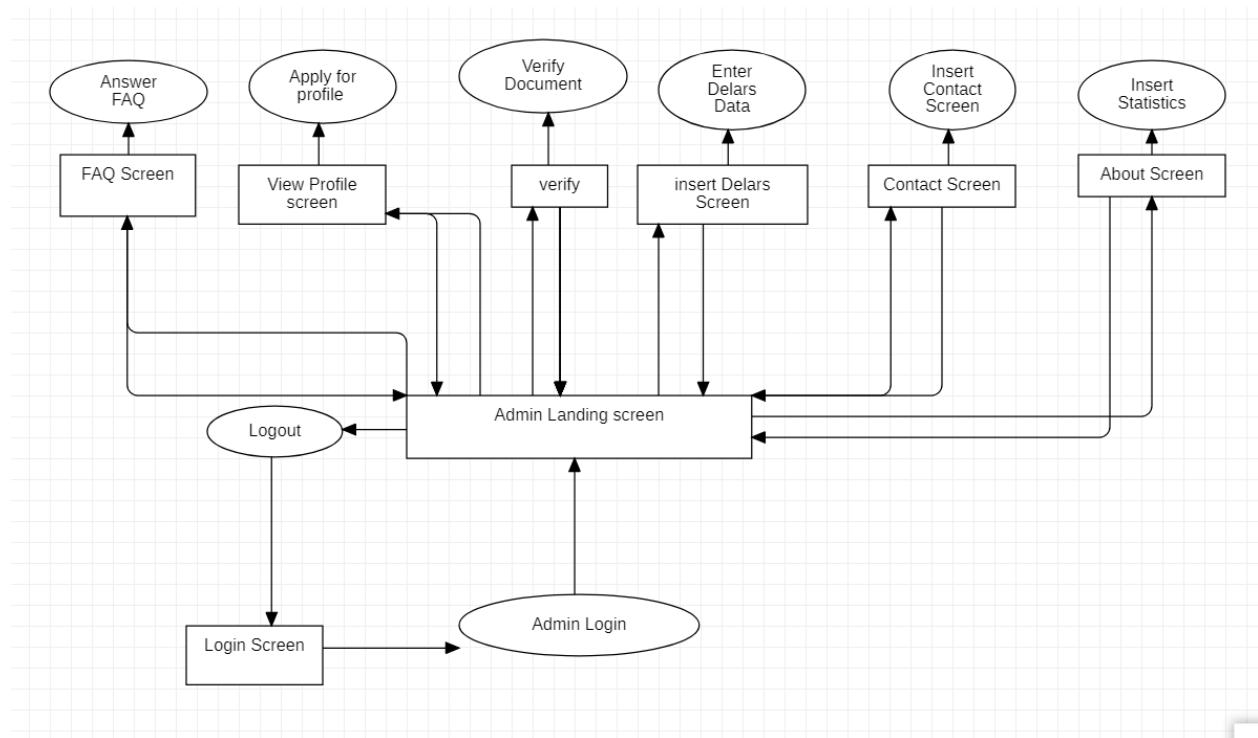 Answer
FAQ
Apply for
profile
Verify
Document
Enter
Delars
Data
Insert
Contact
Screen
Insert
Statistics
FAQ Screen
View Profile
screen
verify
insert Delars
Screen
Contact Screen
About Screen
Admin Landing screen
Logout
Admin Login
Login Screen